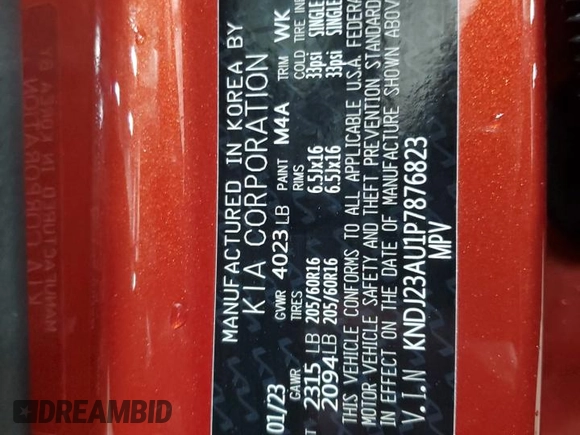 MANUFACTURED IN KOREA BY
KIA CORPORATION
01/23 GVWR 4023 LB PAINT M4A TRIM WK
GAWR TIRES RIMS COLD TIRE
2315 LB 205/60R16 6.5Jx16 33psi SINGLE
2094 LB 205/60R16 6.5Jx16 33psi SINGLE
THIS VEHICLE CONFORMS TO ALL APPLICABLE U.S.A. FEDERAL
MOTOR VEHICLE SAFETY AND THEFT PREVENTION STANDARD
IN EFFECT ON THE DATE OF MANUFACTURE SHOWN ABOVE
V.I.N KNDJ23AU1P7876823
MPV
DREAMBID